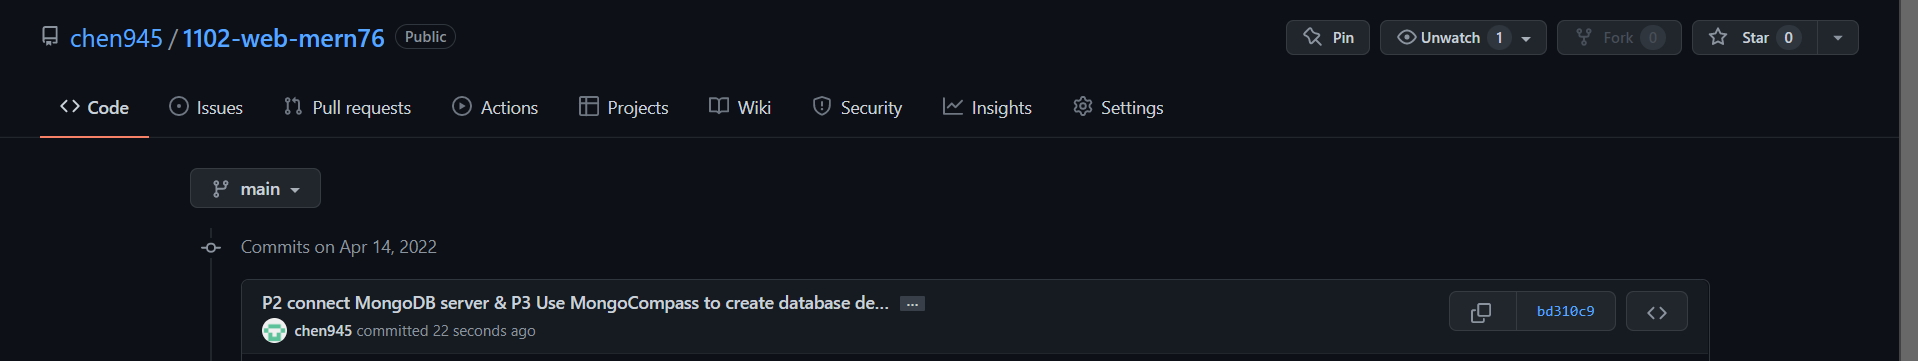 chen945 / 1102-web-mern76 Public Pin Unwatch 1 Fork 0 Star 0
Code Issues Pull requests Actions Projects Wiki Security Insights Settings
main
Commits on Apr 14, 2022
P2 connect MongoDB server & P3 Use MongoCompass to create database de... ...
bd310c9
chen945 committed 22 seconds ago